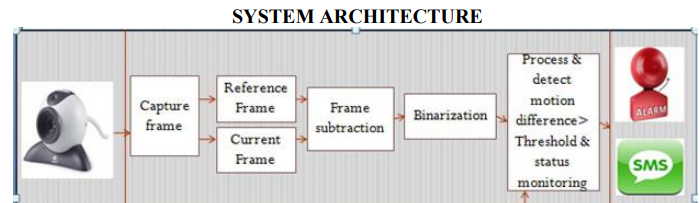 SYSTEM ARCHITECTURE
Capture
frame
Reference
Frame
Current
Frame
Frame
subtraction
Binarization
Process &
detect
motion
difference>
Threshold &
status
monitoring
ALARM
SMS